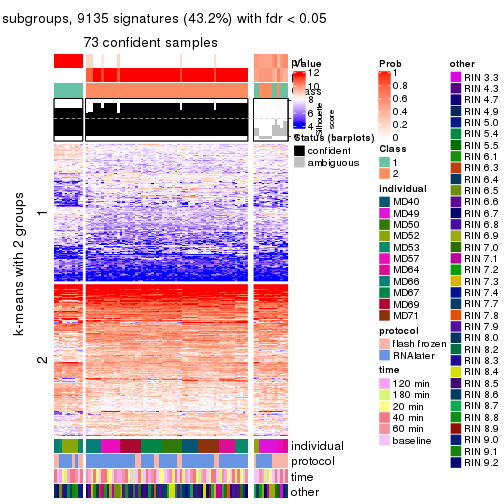 subgroups, 9135 signatures (43.2%) with fdr < 0.05
73 confident samples
k-means with 2 groups
1
2
individual
protocol
time
other
Value
12
10
8
6
4
Silhouette
score
Status (barplots)
confident
ambiguous
Prob
1
0.8
0.6
0.4
0.2
0
Class
1
2
individual
MD40
MD49
MD50
MD52
MD53
MD57
MD64
MD66
MD67
MD69
MD71
protocol
flash frozen
RNAlater
time
120 min
180 min
20 min
40 min
60 min
baseline
other
RIN 3.3
RIN 4.3
RIN 4.7
RIN 4.9
RIN 5.0
RIN 5.4
RIN 5.5
RIN 6.1
RIN 6.3
RIN 6.4
RIN 6.5
RIN 6.6
RIN 6.7
RIN 6.8
RIN 6.9
RIN 7.0
RIN 7.1
RIN 7.2
RIN 7.3
RIN 7.4
RIN 7.7
RIN 7.8
RIN 7.9
RIN 8.0
RIN 8.2
RIN 8.3
RIN 8.4
RIN 8.5
RIN 8.6
RIN 8.7
RIN 8.8
RIN 8.9
RIN 9.0
RIN 9.1
RIN 9.2